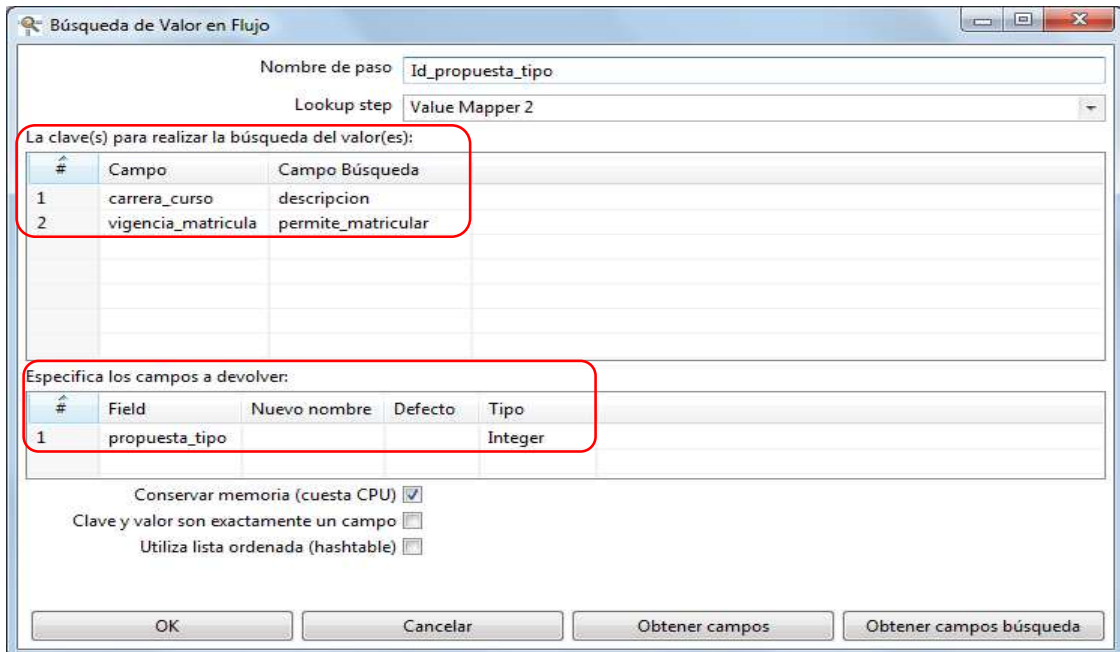 Búsqueda de Valor en Flujo
Nombre de paso Id_propuesta_tipo
Lookup step Value Mapper 2
La clave(s) para realizar la búsqueda del valor(es):
# Campo Campo Búsqueda
1 carrera_curso descripcion
2 vigencia_matricula permite_matricular
Especifica los campos a devolver:
# Field Nuevo nombre Defecto Tipo
1 propuesta_tipo Integer
Conservar memoria (cuesta CPU)
Clave y valor son exactamente un campo
Utiliza lista ordenada (hashtable)
OK Cancelar Obtener campos Obtener campos búsqueda